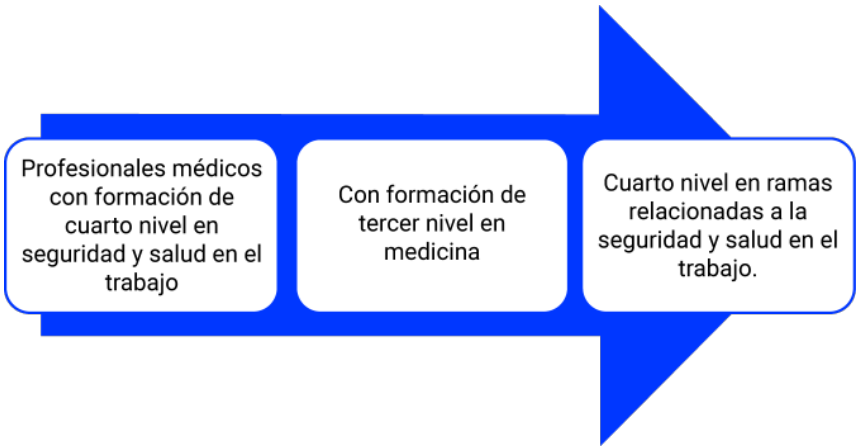 Profesionales médicos
con formación de
cuarto nivel en
seguridad y salud en el
trabajo
Con formación de
tercer nivel en
medicina
Cuarto nivel en ramas
relacionadas a la
seguridad y salud en el
trabajo.